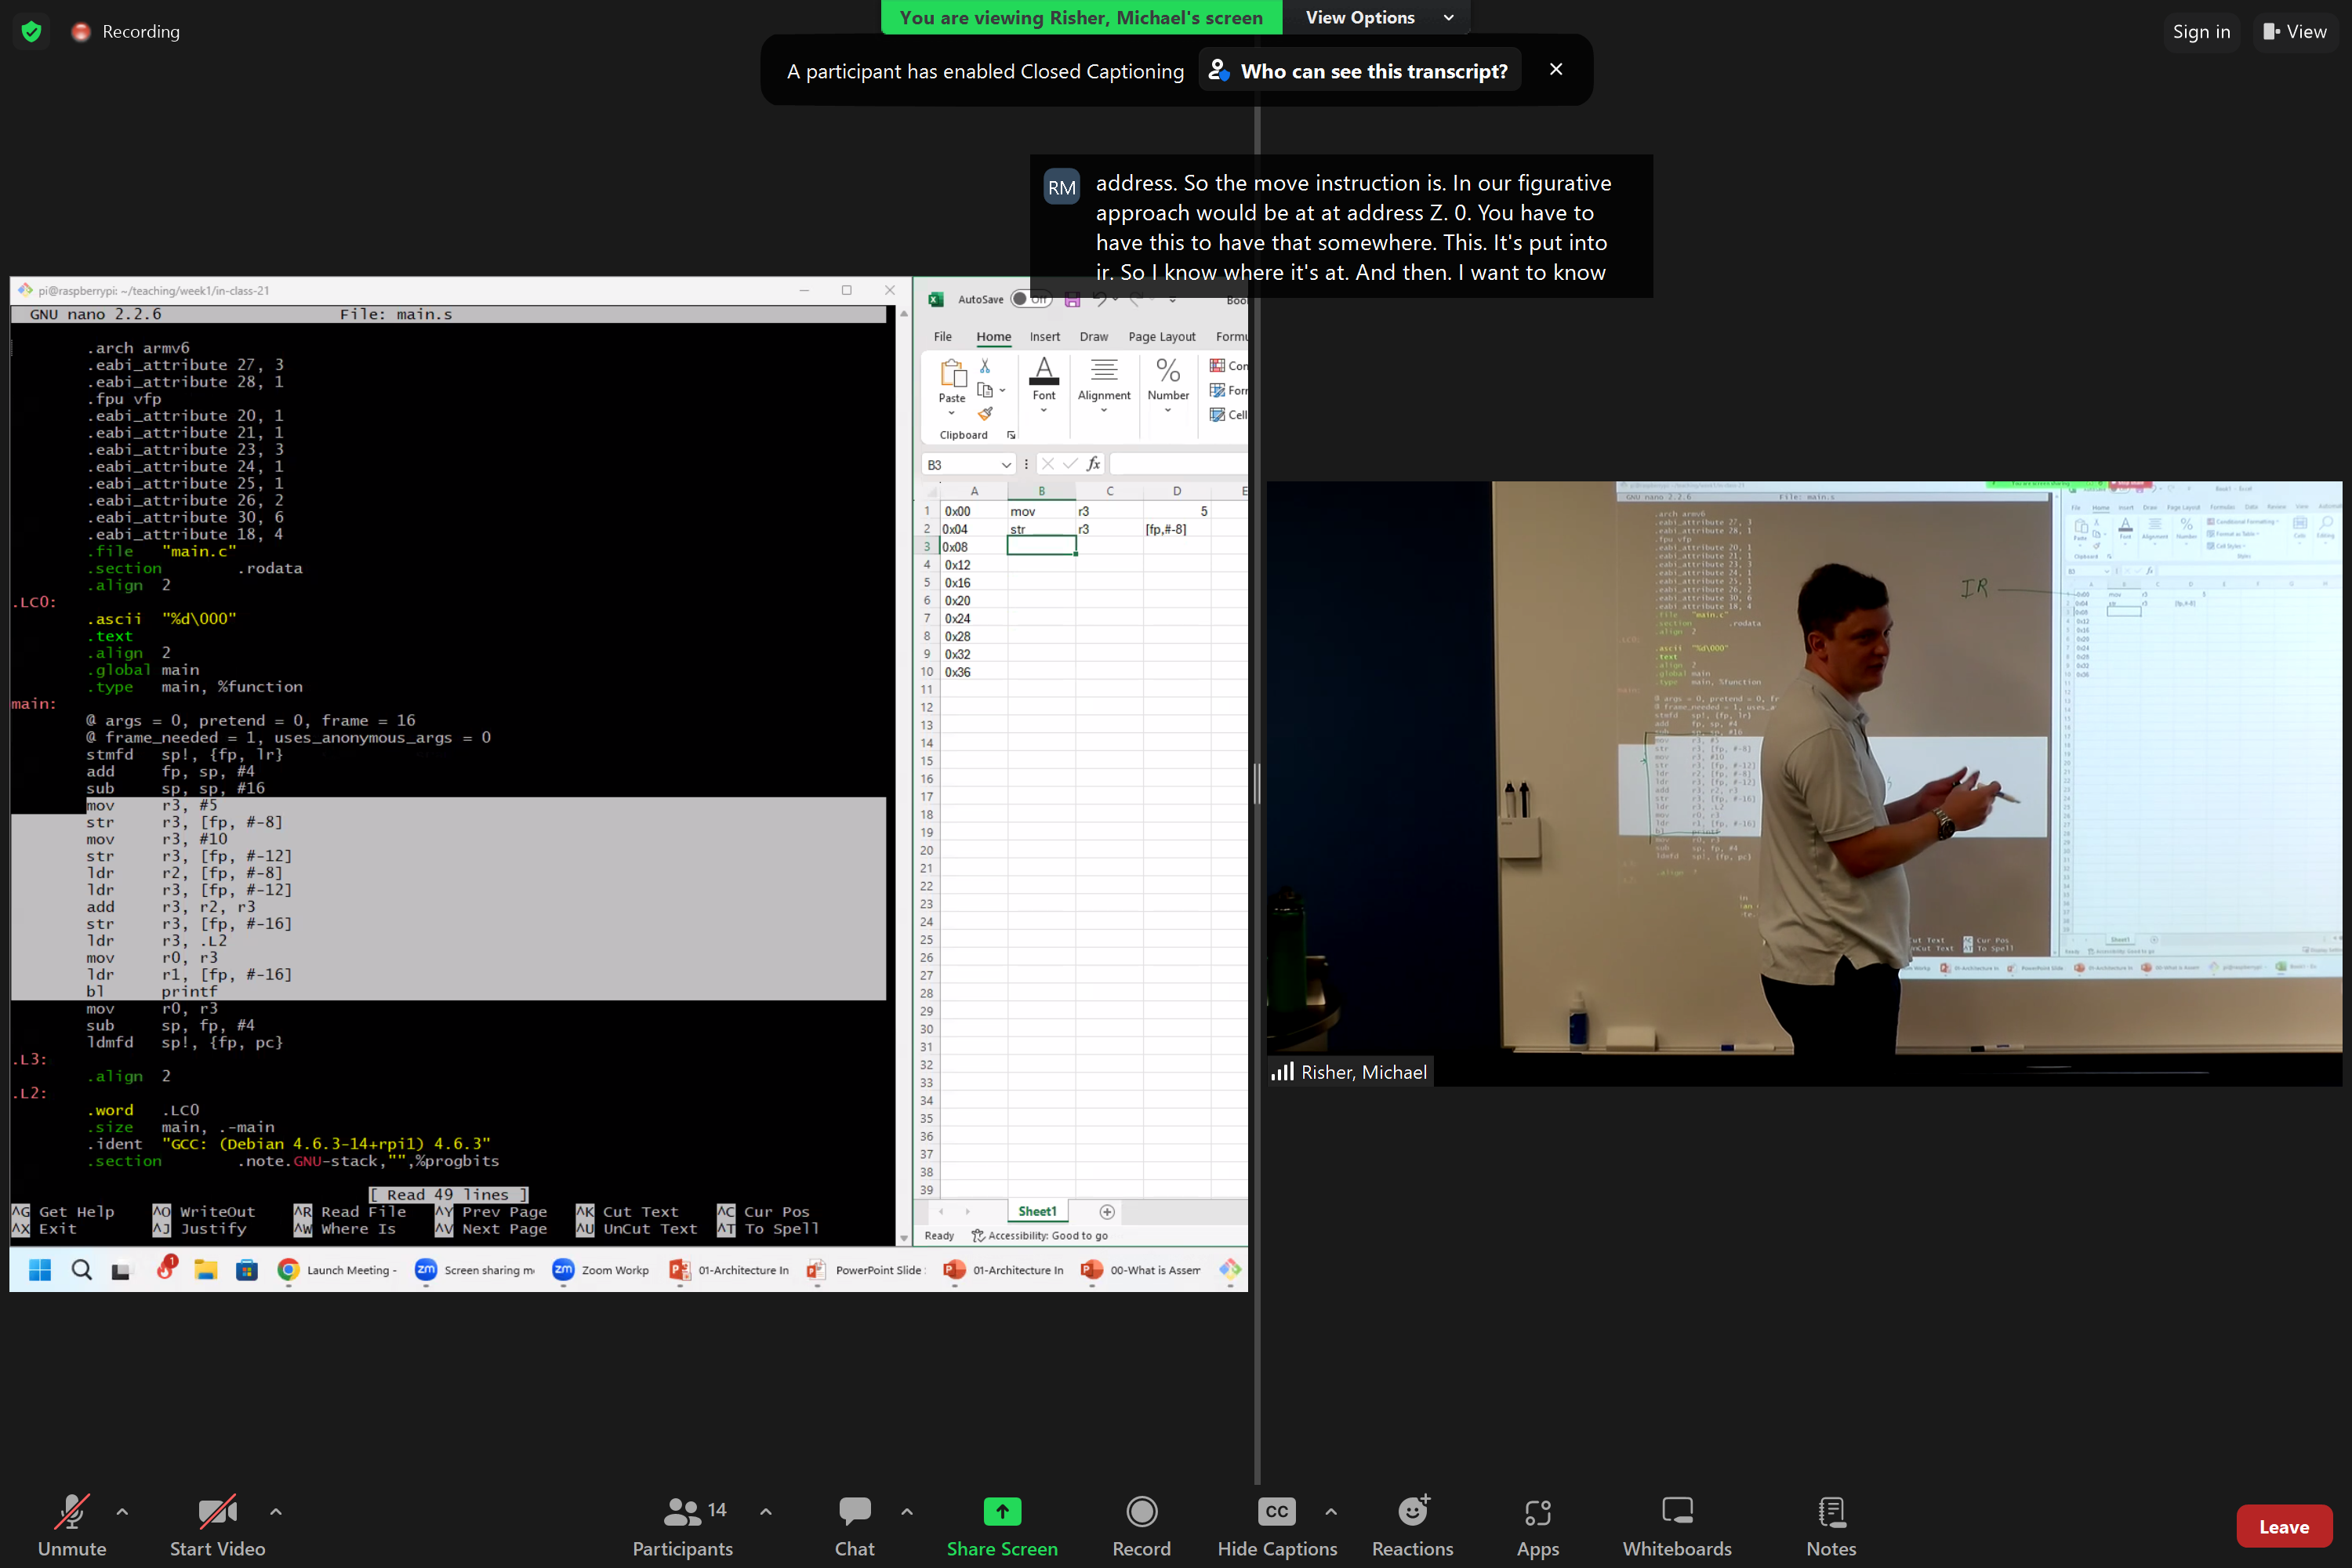 Recording
You are viewing Risher, Michael's screen
View Options
Sign in
View
A participant has enabled Closed Captioning
Who can see this transcript?
RM
address. So the move instruction is. In our figurative
approach would be at at address Z. 0. You have to
have this to have that somewhere. This. It's put into
ir. So I know where it's at. And then. I want to know
pi@raspberrypi: ~/teaching/week1/in-class-21
GNU nano 2.2.6 File: main.s
.arch armv6
.eabi_attribute 27, 3
.eabi_attribute 28, 1
.fpu vfp
.eabi_attribute 20, 1
.eabi_attribute 21, 1
.eabi_attribute 23, 3
.eabi_attribute 24, 1
.eabi_attribute 25, 1
.eabi_attribute 26, 2
.eabi_attribute 30, 6
.eabi_attribute 18, 4
.file "main.c"
.section .rodata
.align 2
.LC0:
.ascii "%d\000"
.text
.align 2
.global main
.type main, %function
main:
@ args = 0, pretend = 0, frame = 16
@ frame_needed = 1, uses_anonymous_args = 0
stmfd sp!, {fp, lr}
add fp, sp, #4
sub sp, sp, #16
mov r3, #5
str r3, [fp, #-8]
mov r3, #10
str r3, [fp, #-12]
ldr r2, [fp, #-8]
ldr r3, [fp, #-12]
add r3, r2, r3
str r3, [fp, #-16]
ldr r3, .L2
mov r0, r3
ldr r1, [fp, #-16]
bl printf
mov r0, r3
sub sp, fp, #4
ldmfd sp!, {fp, pc}
.L3:
.align 2
.L2:
.word .LC0
.size main, .-main
.ident "GCC: (Debian 4.6.3-14+rpi1) 4.6.3"
.section .note.GNU-stack,"",%progbits
[ Read 49 lines ]
^G Get Help ^O WriteOut ^R Read File ^Y Prev Page ^K Cut Text ^C Cur Pos
^X Exit ^J Justify ^W Where Is ^V Next Page ^U UnCut Text ^T To Spell
AutoSave Off
File Home Insert Draw Page Layout
Paste Font Alignment Number
Clipboard
B3 fx
A B C D E
1 0x00 mov r3 5
2 0x04 str r3 [fp,#-8]
3 0x08
4 0x12
5 0x16
6 0x20
7 0x24
8 0x28
9 0x32
10 0x36
11
12
13
14
15
16
17
18
19
20
21
22
23
24
25
26
27
28
29
30
31
32
33
34
35
36
37
38
39
Sheet1
Ready Accessibility: Good to go
Launch Meeting - Screen sharing m Zoom Workp 01-Architecture In PowerPoint Slide 01-Architecture In 00-What is Assem
IR
Risher, Michael
Unmute
Start Video
14
Participants
Chat
Share Screen
Record
CC
Hide Captions
Reactions
Apps
Whiteboards
Notes
Leave